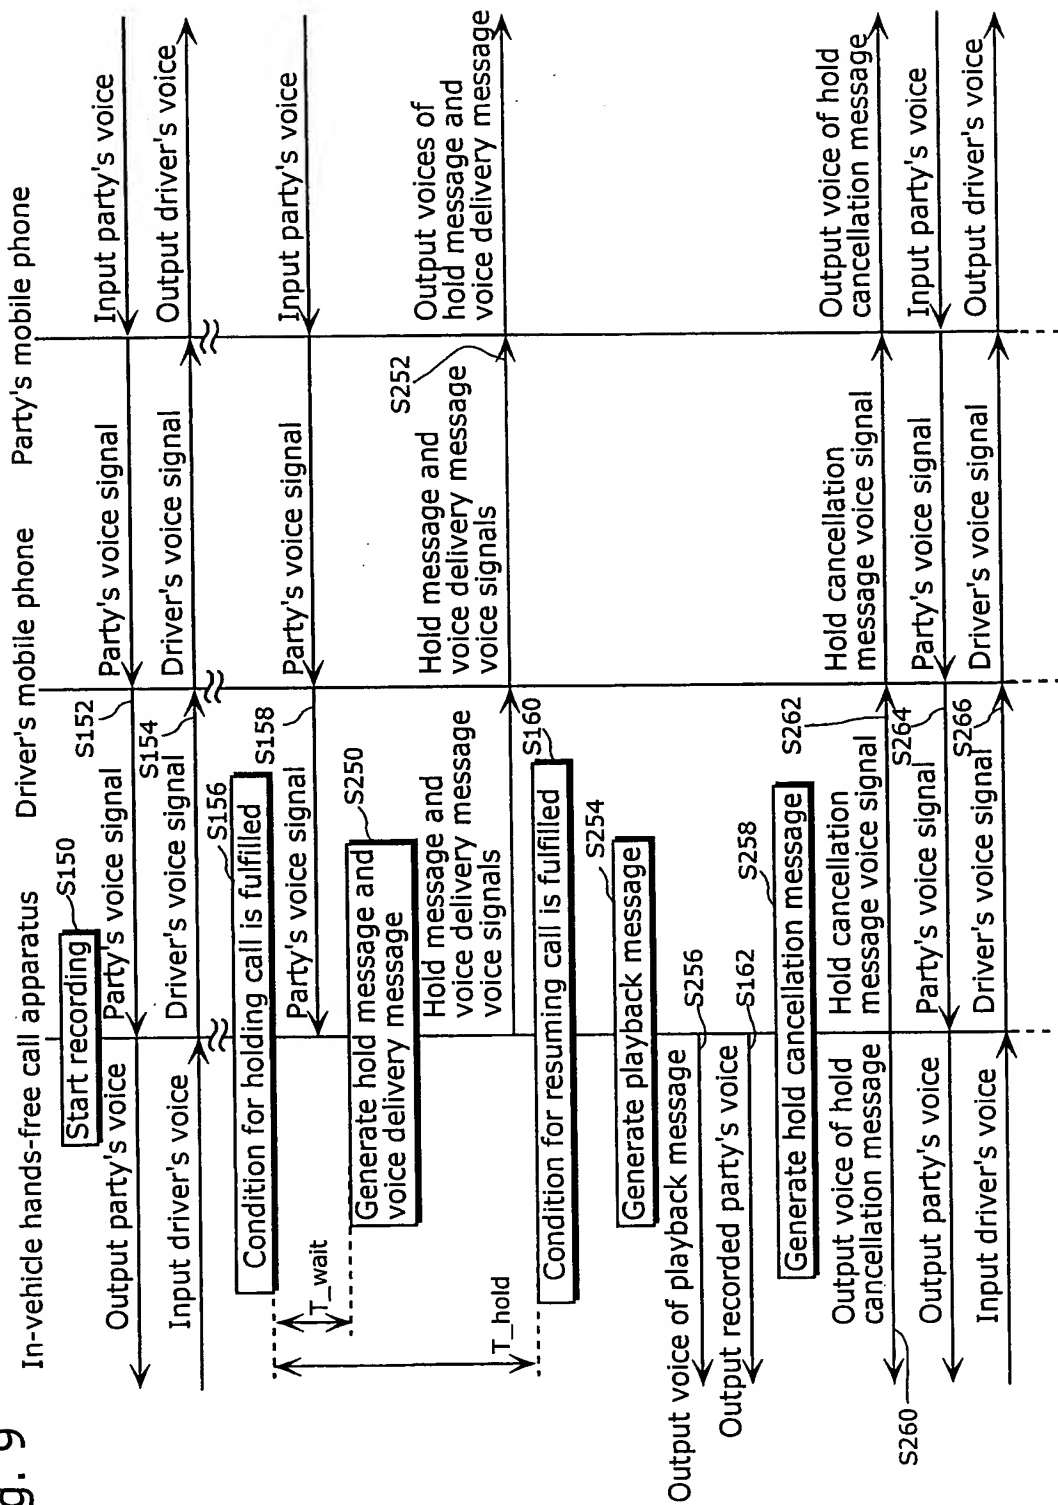 g. 9
In-vehicle hands-free call apparatus
Driver's mobile phone
Party's mobile phone
Start recording
S150
Output party's voice
Party's voice signal
S152
Party's voice signal
Input party's voice
Input driver's voice
Driver's voice signal
S154
Driver's voice signal
Output driver's voice
Condition for holding call is fulfilled
S156
Party's voice signal
S158
Party's voice signal
Input party's voice
T_wait
Generate hold message and
voice delivery message
S250
Hold message and
voice delivery message
voice signals
Hold message and
voice delivery message
voice signals
S252
Output voices of
hold message and
voice delivery message
T_hold
Condition for resuming call is fulfilled
S160
Generate playback message
S254
Output voice of playback message
S256
Output recorded party's voice
S162
Generate hold cancellation message
S258
Output voice of hold
cancellation message
S260
Hold cancellation
message voice signal
S262
Hold cancellation
message voice signal
Output voice of hold
cancellation message
Output party's voice
Party's voice signal
S264
Party's voice signal
Input party's voice
Input driver's voice
Driver's voice signal
S266
Driver's voice signal
Output driver's voice